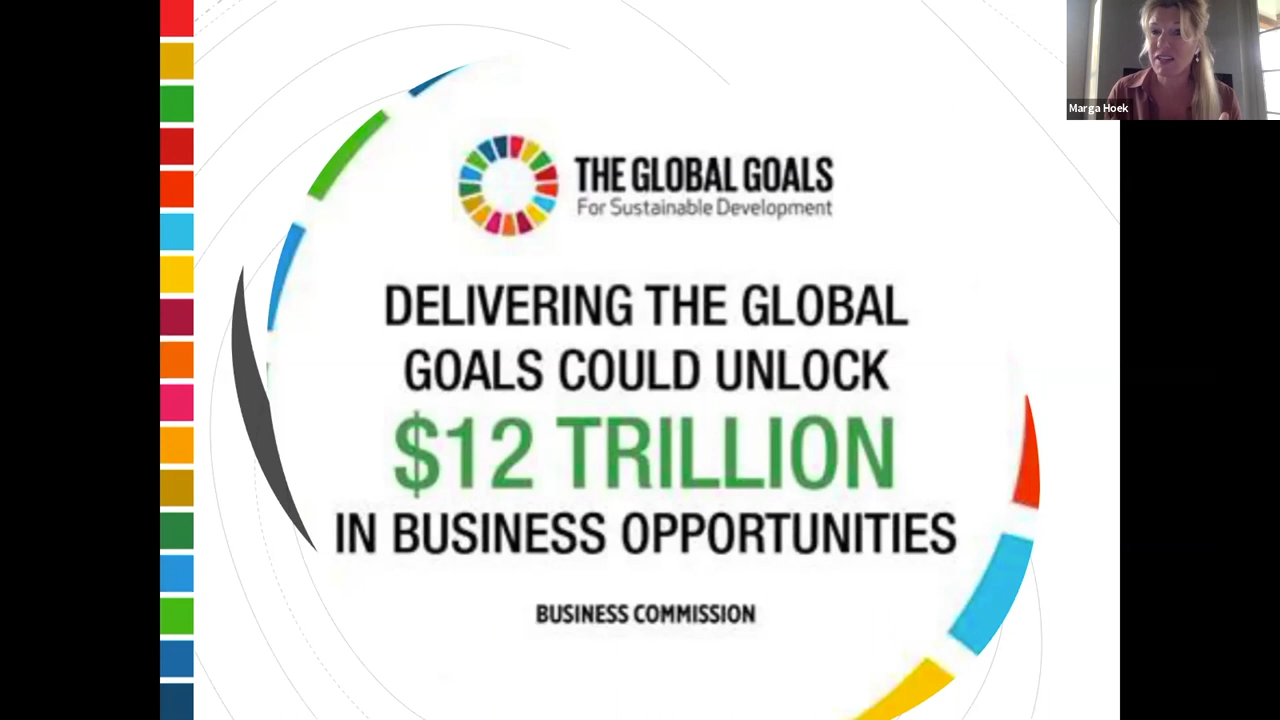 Marga Hoek
THE GLOBAL GOALS
For Sustainable Development
DELIVERING THE GLOBAL
GOALS COULD UNLOCK
$12 TRILLION
IN BUSINESS OPPORTUNITIES
BUSINESS COMMISSION